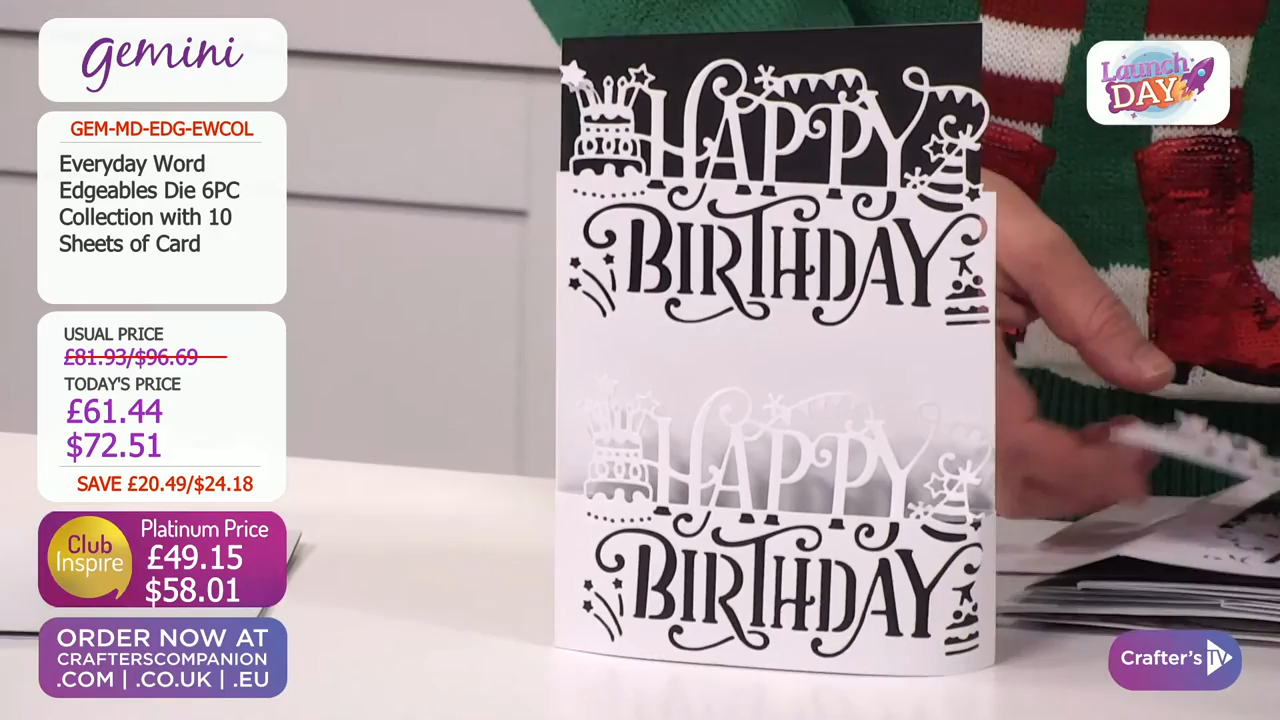 gemini
GEM-MD-EDG-EWCOL
Everyday Word
Edgeables Die 6PC
Collection with 10
Sheets of Card
USUAL PRICE
£81.93/$96.69
TODAY'S PRICE
£61.44
$72.51
SAVE £20.49/$24.18
Club
Inspire
Platinum Price
£49.15
$58.01
ORDER NOW AT
CRAFTERSCOMPANION
.COM | .CO.UK | .EU
HAPPY
BIRTHDAY
HAPPY
BIRTHDAY
Launch
DAY
Crafter's TV